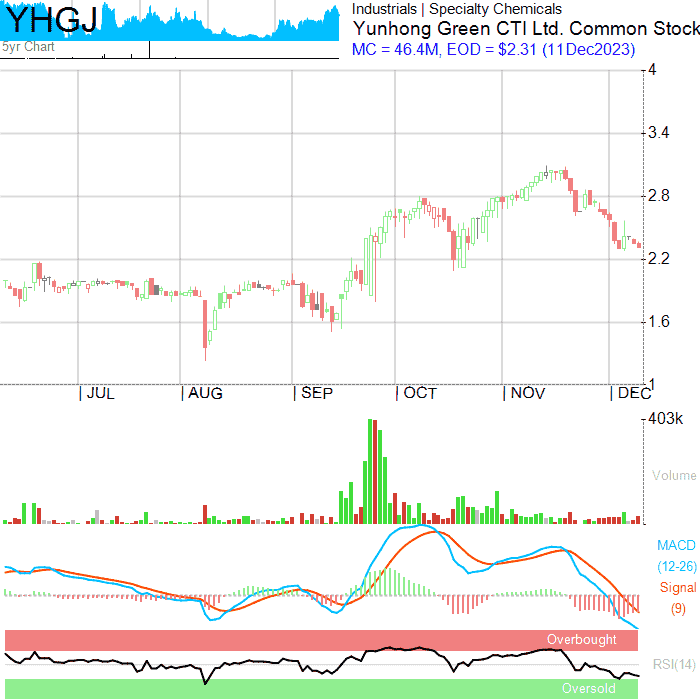 YHGJ
5yr Chart
Industrials | Specialty Chemicals
Yunhong Green CTI Ltd. Common Stock
MC = 46.4M, EOD = $2.31 (11Dec2023)
4
3.4
2.8
2.2
1.6
1
| JUL | AUG | SEP | OCT | NOV | DEC
403k
Volume
MACD
(12-26)
Signal
(9)
Overbought
RSI(14)
Oversold